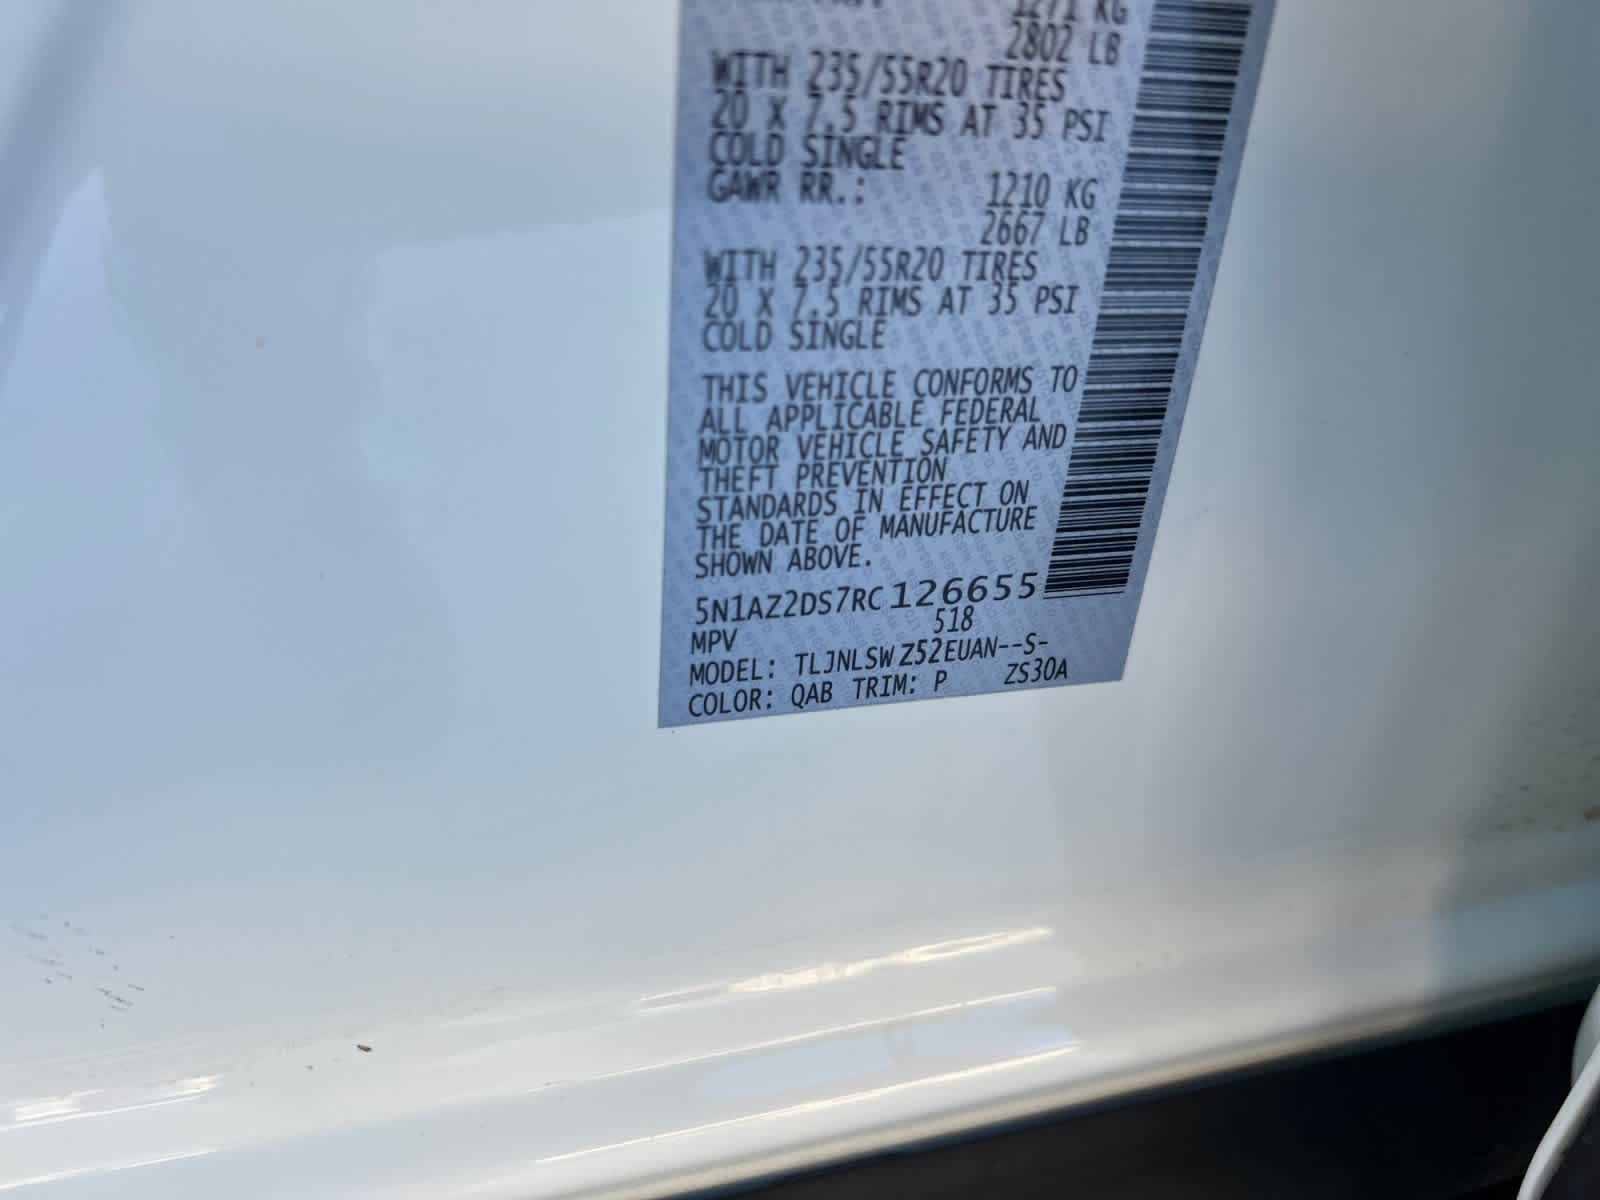 1271 KG
2802 LB
WITH 235/55R20 TIRES
20 X 7.5 RIMS AT 35 PSI
COLD SINGLE
GAWR RR.: 1210 KG
2667 LB
WITH 235/55R20 TIRES
20 X 7.5 RIMS AT 35 PSI
COLD SINGLE
THIS VEHICLE CONFORMS TO
ALL APPLICABLE FEDERAL
MOTOR VEHICLE SAFETY AND
THEFT PREVENTION
STANDARDS IN EFFECT ON
THE DATE OF MANUFACTURE
SHOWN ABOVE.
5N1AZ2DS7RC126655
MPV 518
MODEL: TLJNLSWZ52EUAN--S-
COLOR: QAB TRIM: P ZS30A